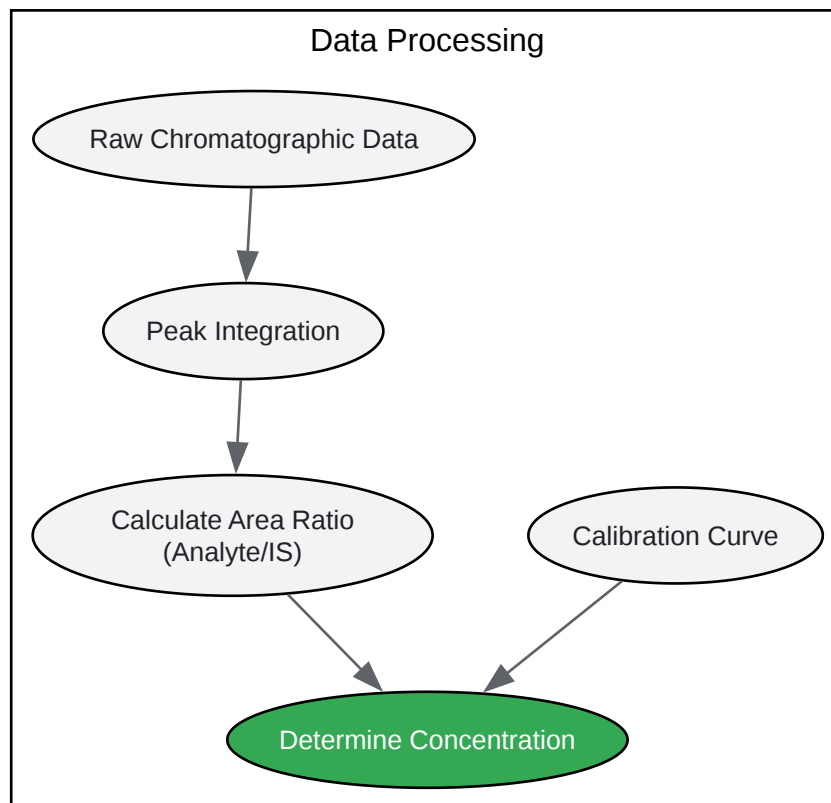 Data Processing
Raw Chromatographic Data
Peak Integration
Calculate Area Ratio
(Analyte/IS)
Calibration Curve
Determine Concentration